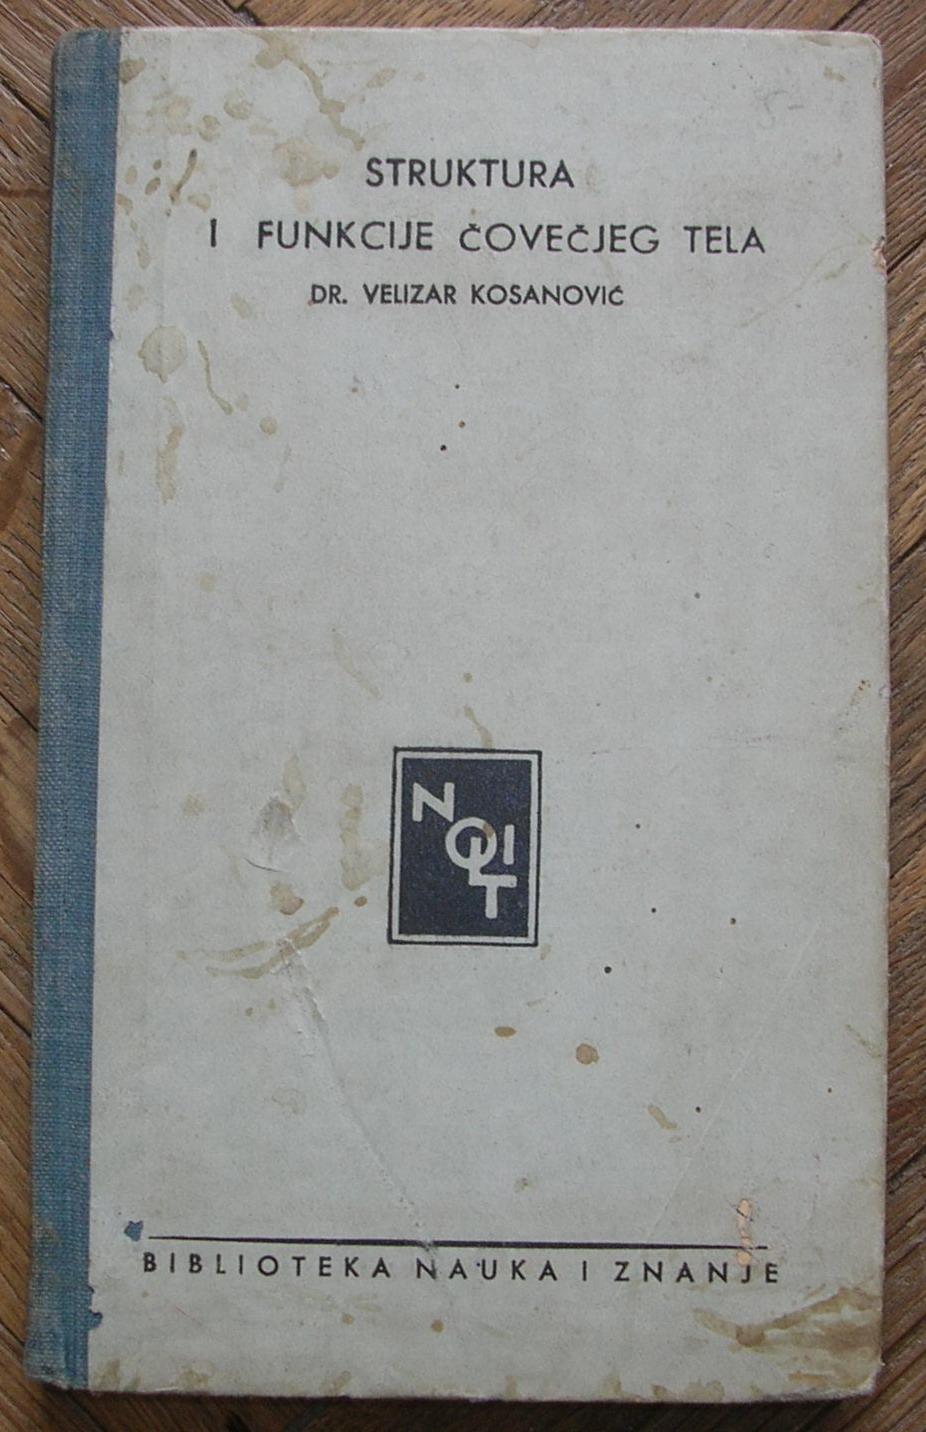 STRUKTURA
I FUNKCIJE ČOVEČJEG TELA
DR. VELIZAR KOSANOVIĆ
NOLIT
BIBLIOTEKA NAUKA I ZNANJE